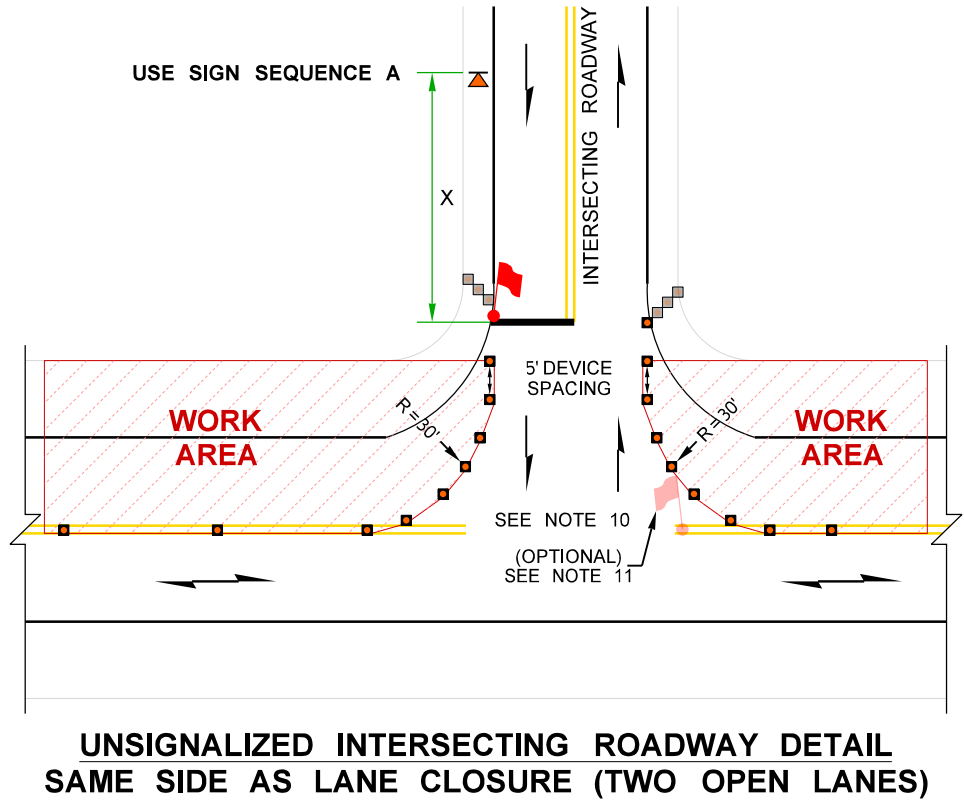 USE SIGN SEQUENCE A
X
INTERSECTING ROADWAY
5' DEVICE
SPACING
WORK
AREA
R =30'
R =30'
WORK
AREA
SEE NOTE 10
(OPTIONAL)
SEE NOTE 11
UNSIGNALIZED INTERSECTING ROADWAY DETAIL
SAME SIDE AS LANE CLOSURE (TWO OPEN LANES)